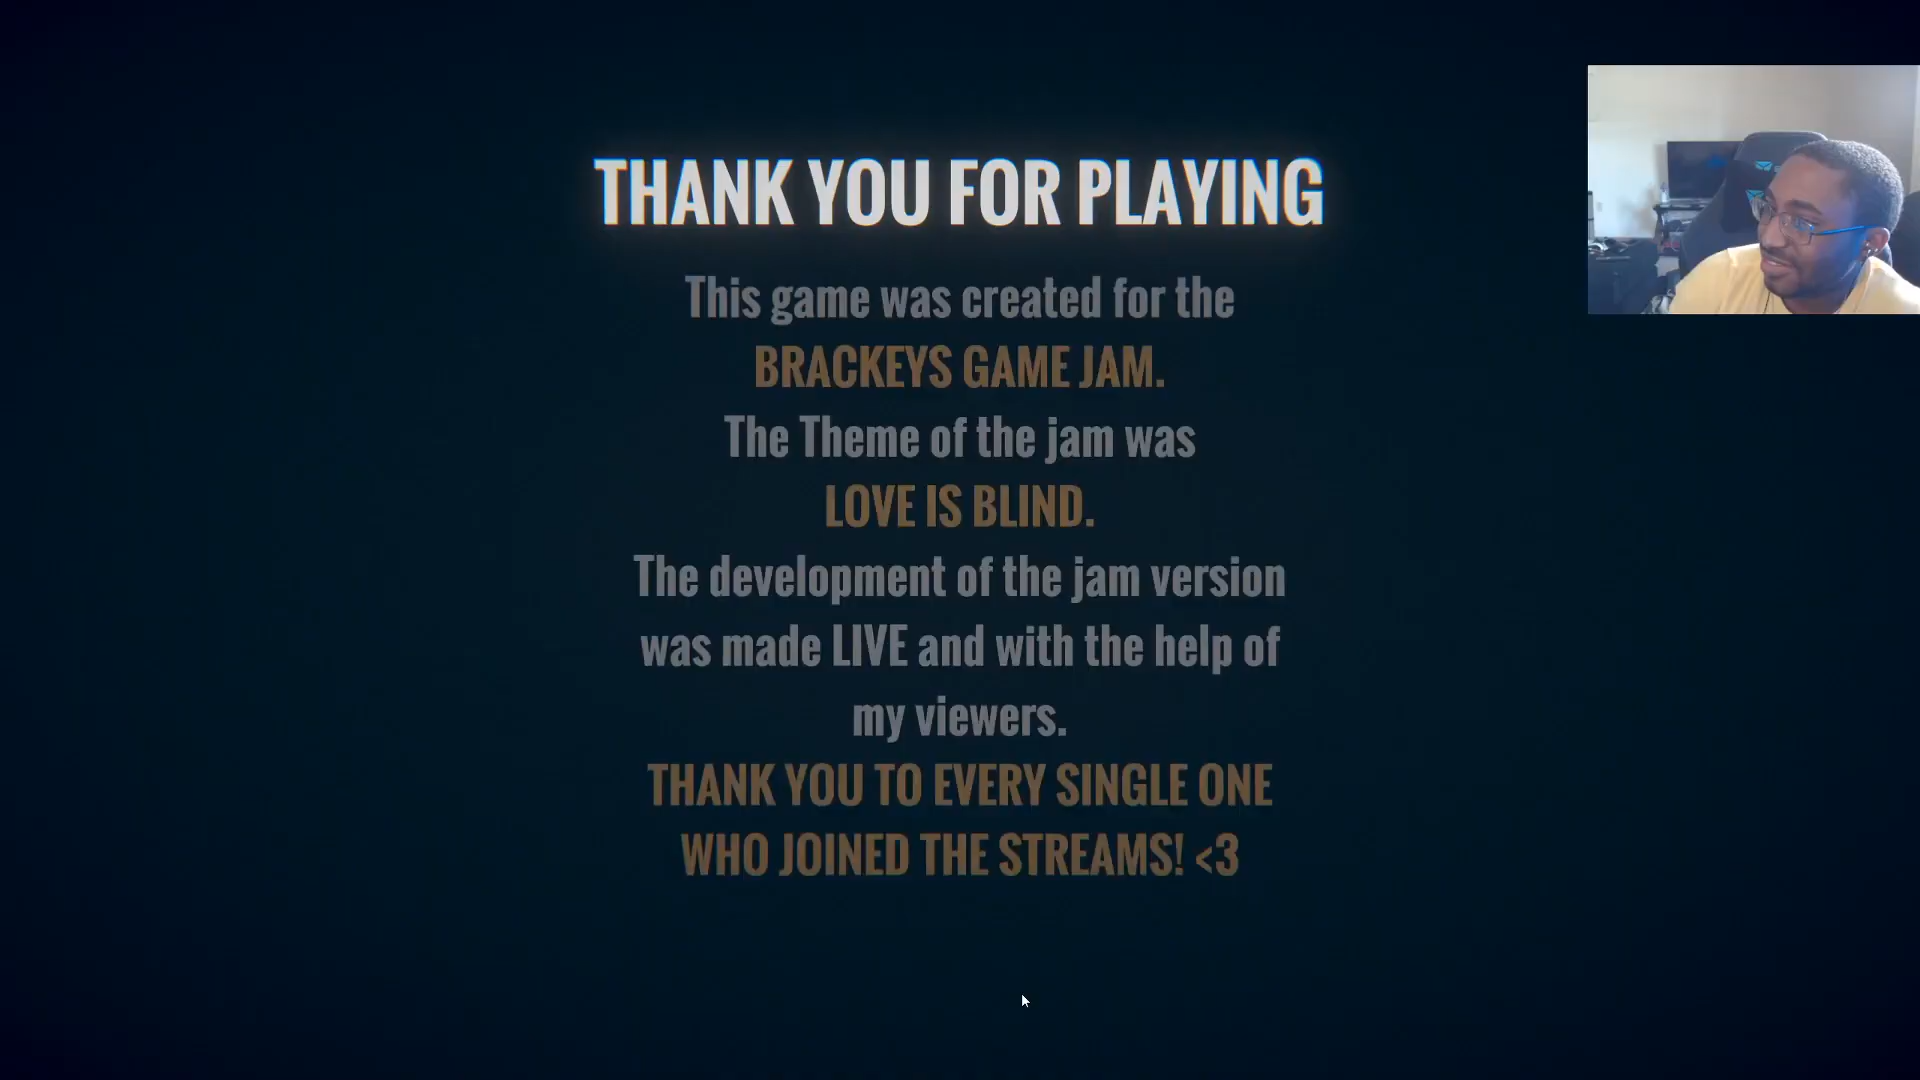 THANK YOU FOR PLAYING
This game was created for the
BRACKEYS GAME JAM.
The Theme of the jam was
LOVE IS BLIND.
The development of the jam version
was made LIVE and with the help of
my viewers.
THANK YOU TO EVERY SINGLE ONE
WHO JOINED THE STREAMS! <3